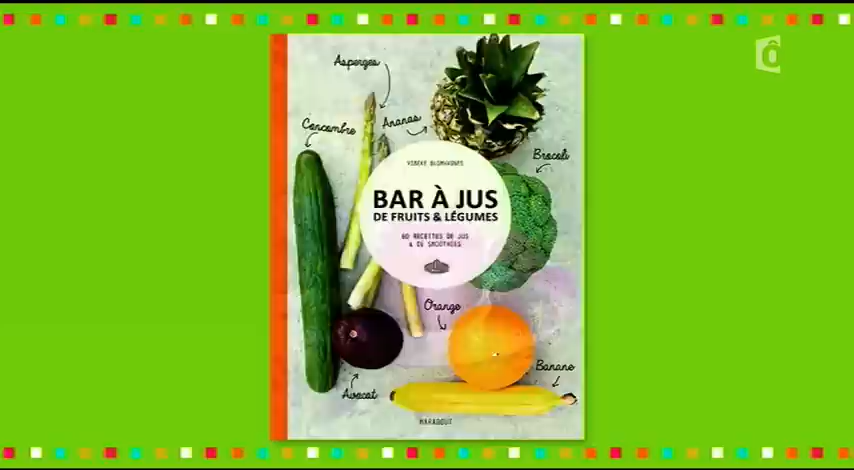 Asperges
Ananas
Concombre
Brocoli
VIBEKE BLOMVÅGNES
BAR À JUS
DE FRUITS & LÉGUMES
60 RECETTES DE JUS
& DE SMOOTHIES
Orange
Banane
Avocat
MARABOUT